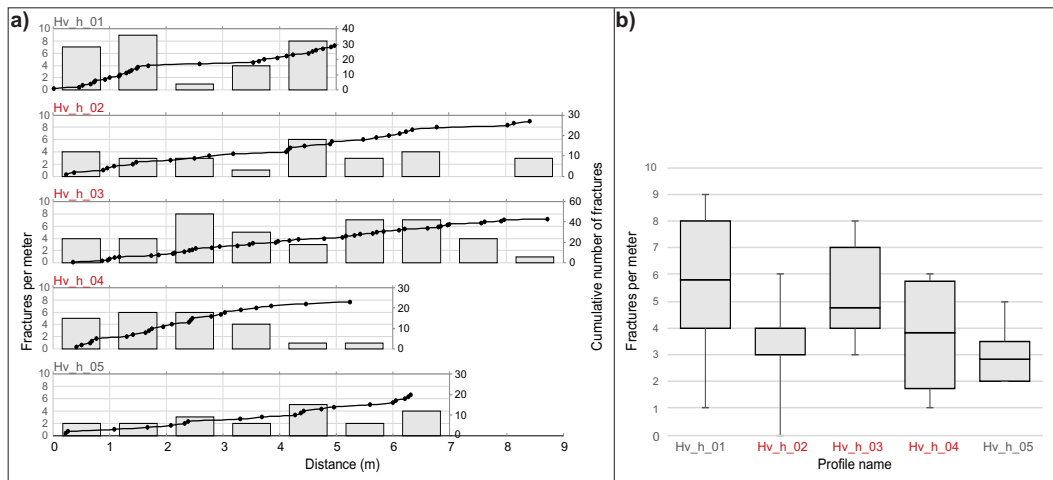 a)
Hv_h_01
10 8 6 4 2 0
40 30 20 10 0
Hv_h_02
10 8 6 4 2 0
30 20 10 0
Hv_h_03
10 8 6 4 2 0
60 40 20 0
Hv_h_04
10 8 6 4 2 0
30 20 10 0
Hv_h_05
10 8 6 4 2 0
30 20 10 0
Fractures per meter
Cumulative number of fractures
0 1 2 3 4 5 6 7 8 9
Distance (m)
b)
10
9
8
7
6
5
4
3
2
1
0
Fractures per meter
Hv_h_01 Hv_h_02 Hv_h_03 Hv_h_04 Hv_h_05
Profile name